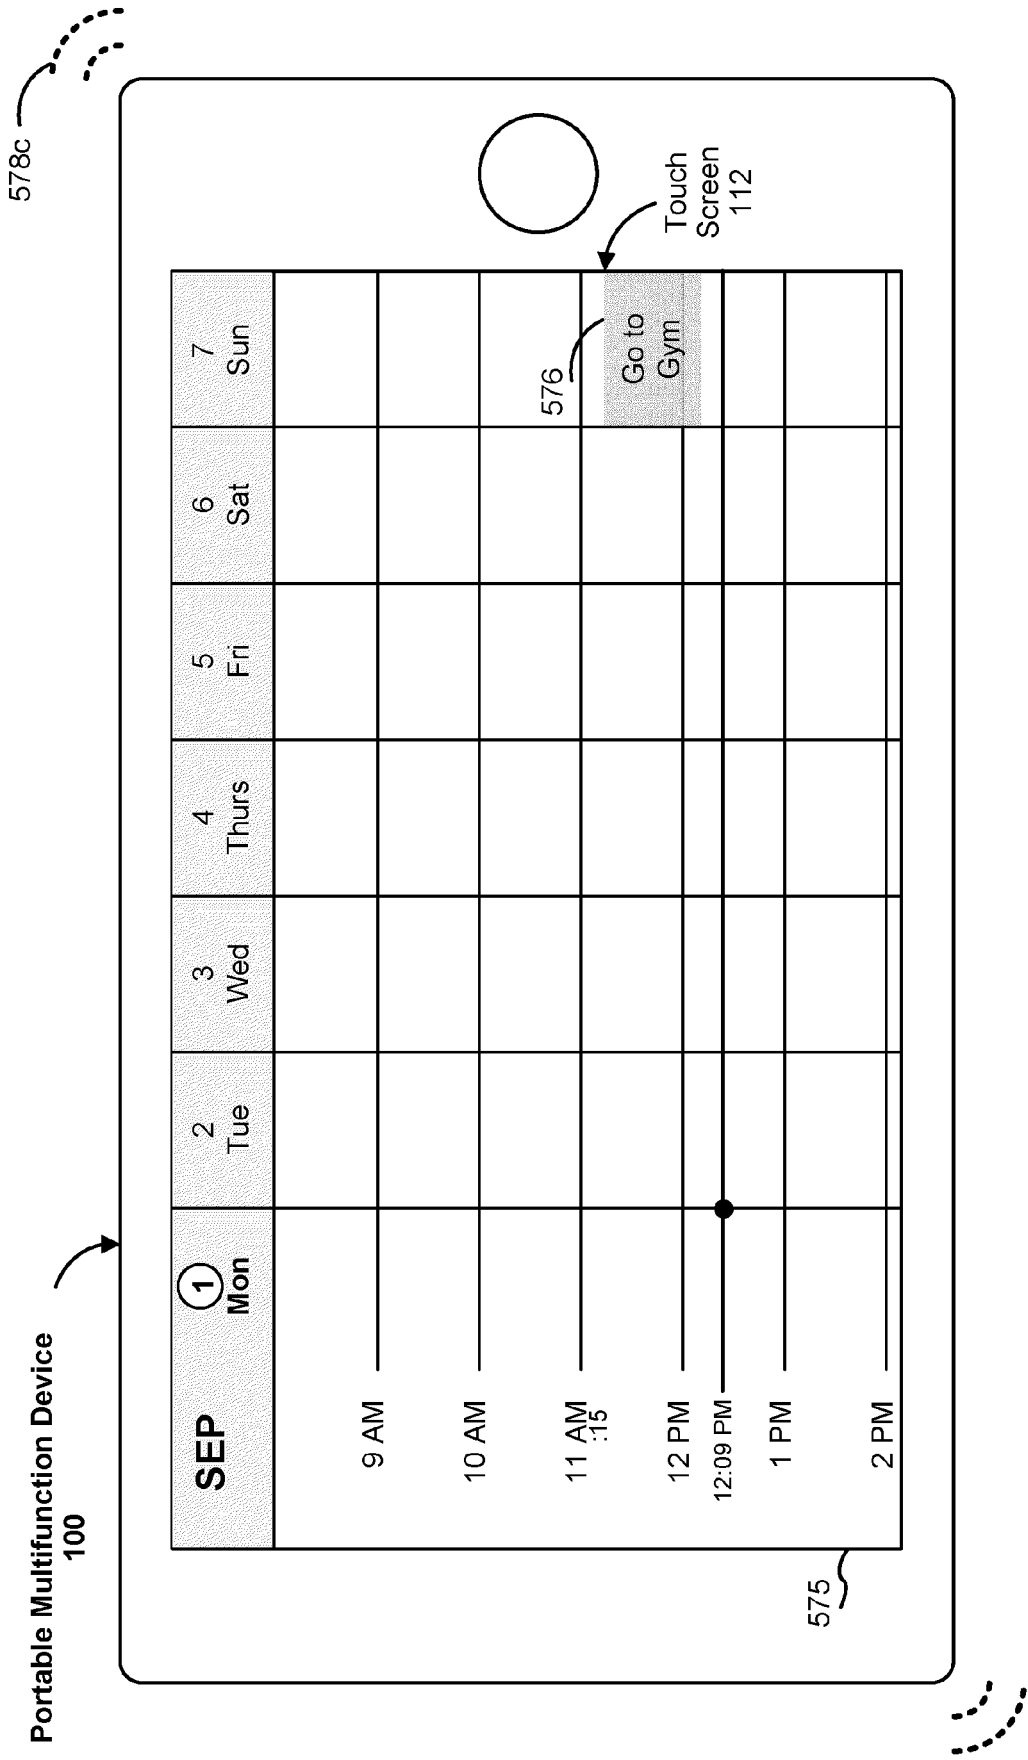 Portable Multifunction Device
100
578c
SEP
1
Mon
2
Tue
3
Wed
4
Thurs
5
Fri
6
Sat
7
Sun
9 AM
10 AM
11 AM
:15
12 PM
12:09 PM
1 PM
2 PM
576
Go to
Gym
Touch
Screen
112
575